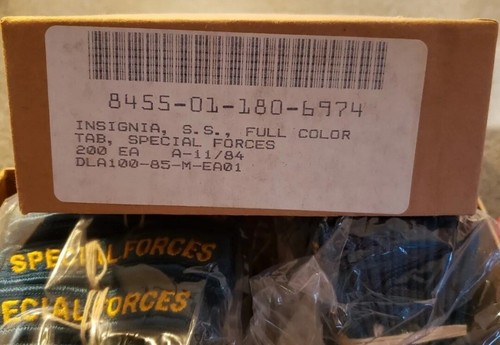 8455-01-180-6974
INSIGNIA, S.S., FULL COLOR
TAB, SPECIAL FORCES
200 EA A-11/84
DLA100-85-M-EA01
SPECIAL FORCES
ECIAL FORCES